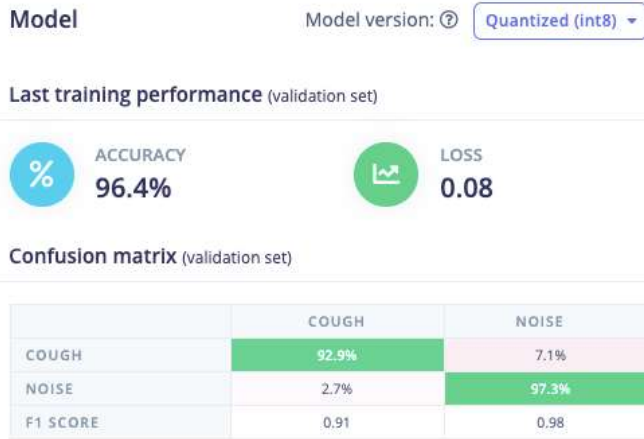 Model Model version: Quantized (int8)
Last training performance (validation set)
% ACCURACY LOSS
96.4% 0.08
Confusion matrix (validation set)
COUGH NOISE
COUGH 92.9% 7.1%
NOISE 2.7% 97.3%
F1 SCORE 0.91 0.98